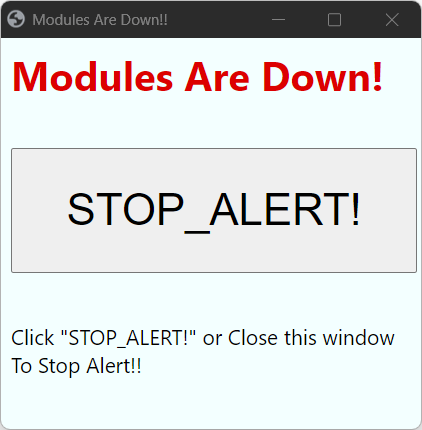 Modules Are Down!!
Modules Are Down!
STOP_ALERT!
Click "STOP_ALERT!" or Close this window
To Stop Alert!!